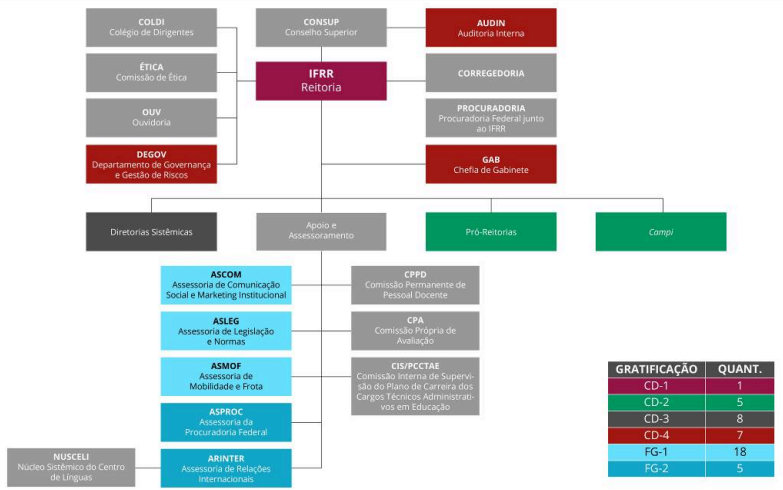 COLDI
Colégio de Dirigentes
CONSUP
Conselho Superior
AUDIN
Auditoria Interna
ÉTICA
Comissão de Ética
IFRR
Reitoria
CORREGEDORIA
OUV
Ouvidoria
PROCURADORIA
Procuradoria Federal junto
ao IFRR
DEGOV
Departamento de Governança
e Gestão de Riscos
GAB
Chefia de Gabinete
Diretorias Sistêmicas
Apoio e
Assessoramento
Pró-Reitorias
Campi
ASCOM
Assessoria de Comunicação
Social e Marketing Institucional
CPPD
Comissão Permanente de
Pessoal Docente
ASLEG
Assessoria de Legislação
e Normas
CPA
Comissão Própria de
Avaliação
ASMOF
Assessoria de
Mobilidade e Frota
CIS/PCCTAE
Comissão Interna de Supervi-
são do Plano de Carreira dos
Cargos Técnicos Administrati-
vos em Educação
ASPROC
Assessoria da
Procuradoria Federal
NUSCELI
Núcleo Sistêmico do Centro
de Línguas
ARINTER
Assessoria de Relações
Internacionais
GRATIFICAÇÃO QUANT.
CD-1 1
CD-2 5
CD-3 8
CD-4 7
FG-1 18
FG-2 5